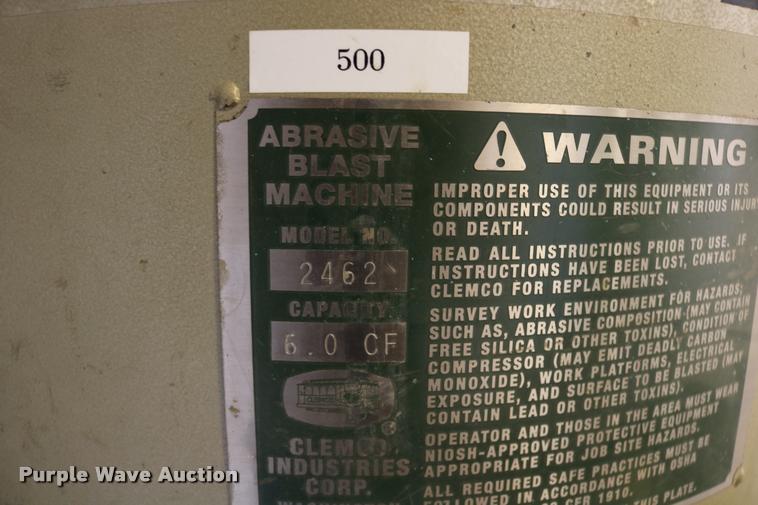 500
ABRASIVE
BLAST
MACHINE
MODEL NO.
2462
CAPACITY
6.0 CF
®
CLEMCO
INDUSTRIES
CORP.
WARNING
IMPROPER USE OF THIS EQUIPMENT OR ITS
COMPONENTS COULD RESULT IN SERIOUS INJURY
OR DEATH.
READ ALL INSTRUCTIONS PRIOR TO USE. IF
INSTRUCTIONS HAVE BEEN LOST, CONTACT
CLEMCO FOR REPLACEMENTS.
SURVEY WORK ENVIRONMENT FOR HAZARDS;
SUCH AS, ABRASIVE COMPOSITION (MAY CONTAIN
FREE SILICA OR OTHER TOXINS), CONDITION OF
COMPRESSOR (MAY EMIT DEADLY CARBON
MONOXIDE), WORK PLATFORMS, ELECTRICAL
EXPOSURE, AND SURFACE TO BE BLASTED (MAY
CONTAIN LEAD OR OTHER TOXINS).
OPERATOR AND THOSE IN THE AREA MUST WEAR
NIOSH-APPROVED PROTECTIVE EQUIPMENT
APPROPRIATE FOR JOB SITE HAZARDS.
ALL REQUIRED SAFE PRACTICES MUST BE
FOLLOWED IN ACCORDANCE WITH OSHA
CFR 1910.
THIS PLATE.
Purple Wave Auction